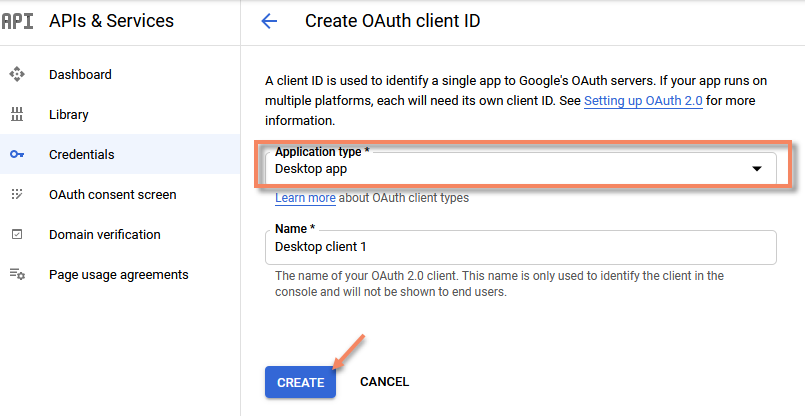 API APIs & Services
Create OAuth client ID
Dashboard
Library
Credentials
OAuth consent screen
Domain verification
Page usage agreements
A client ID is used to identify a single app to Google's OAuth servers. If your app runs on
multiple platforms, each will need its own client ID. See Setting up OAuth 2.0 for more
information.
Application type *
Desktop app
Learn more about OAuth client types
Name *
Desktop client 1
The name of your OAuth 2.0 client. This name is only used to identify the client in the
console and will not be shown to end users.
CREATE CANCEL